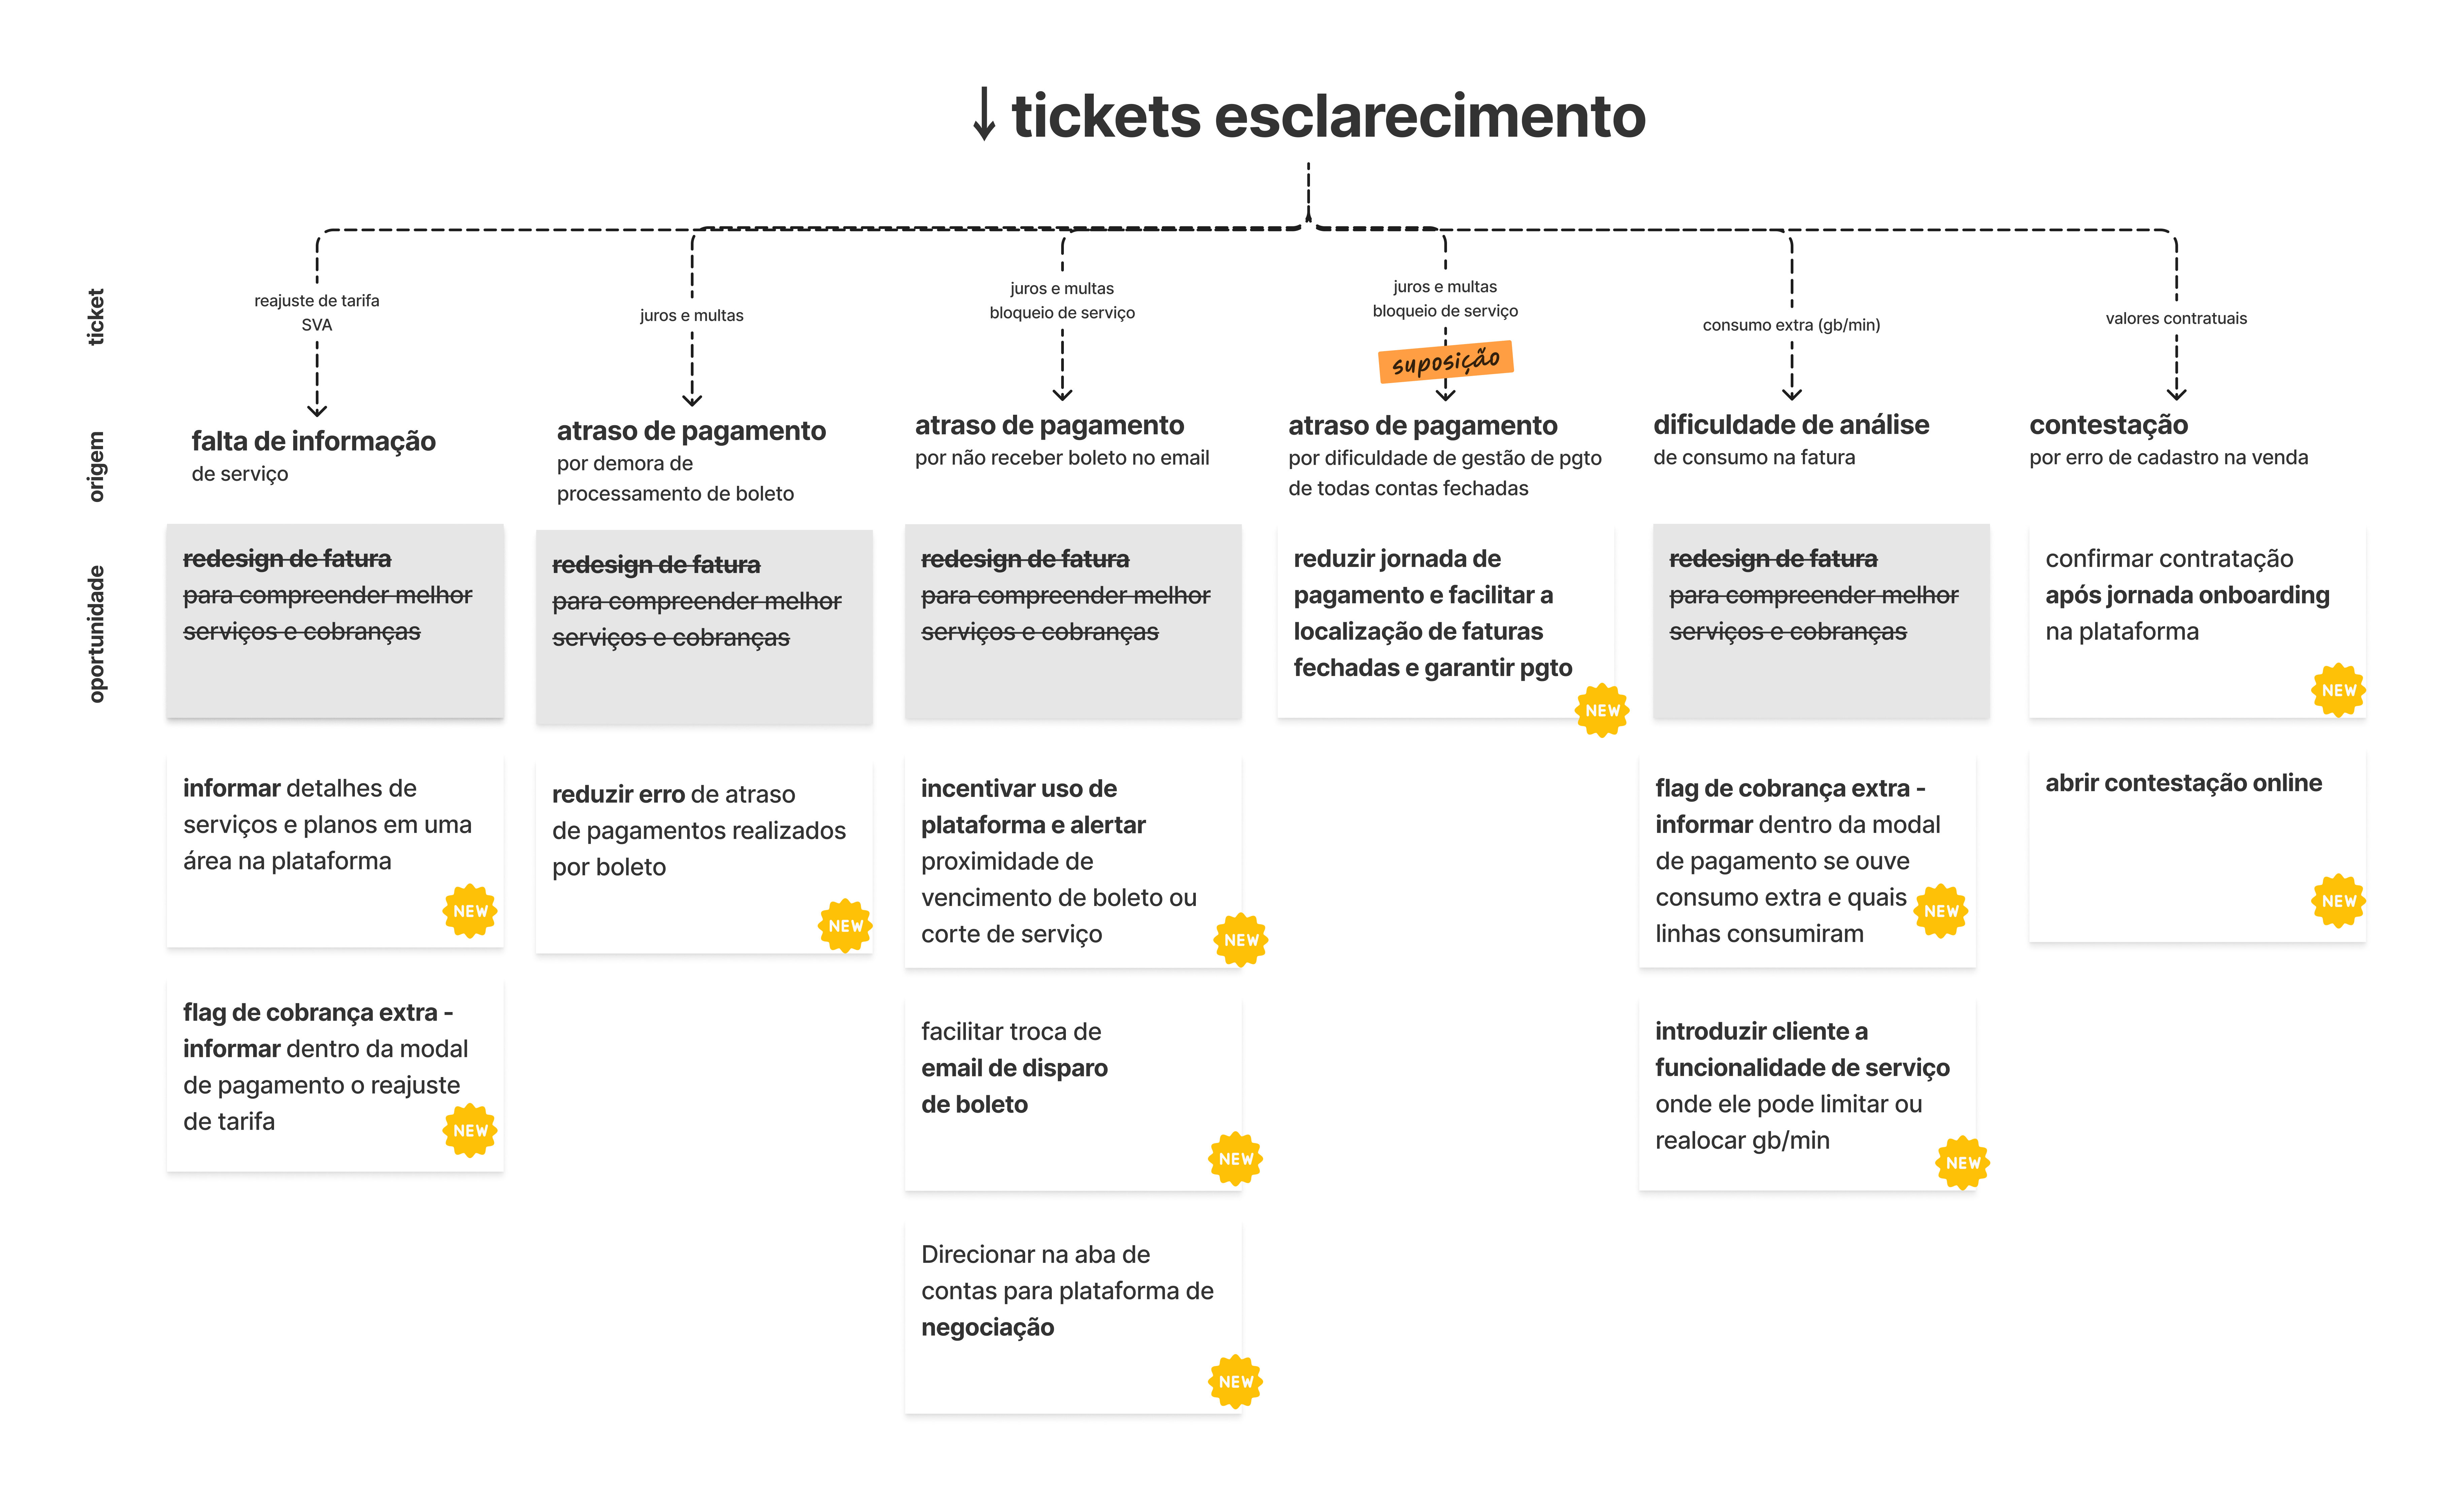 ↓ tickets esclarecimento
ticket
reajuste de tarifa
SVA
juros e multas
juros e multas
bloqueio de serviço
juros e multas
bloqueio de serviço
suposição
consumo extra (gb/min)
valores contratuais
origem
falta de informação
de serviço
atraso de pagamento
por demora de
processamento de boleto
atraso de pagamento
por não receber boleto no email
atraso de pagamento
por dificuldade de gestão de pgto
de todas contas fechadas
dificuldade de análise
de consumo na fatura
contestação
por erro de cadastro na venda
oportunidade
redesign de fatura
para compreender melhor
serviços e cobranças
informar detalhes de
serviços e planos em uma
área na plataforma
NEW
flag de cobrança extra -
informar dentro da modal
de pagamento o reajuste
de tarifa
NEW
redesign de fatura
para compreender melhor
serviços e cobranças
reduzir erro de atraso
de pagamentos realizados
por boleto
NEW
redesign de fatura
para compreender melhor
serviços e cobranças
incentivar uso de
plataforma e alertar
proximidade de
vencimento de boleto ou
corte de serviço
NEW
facilitar troca de
email de disparo
de boleto
NEW
Direcionar na aba de
contas para plataforma de
negociação
NEW
reduzir jornada de
pagamento e facilitar a
localização de faturas
fechadas e garantir pgto
NEW
redesign de fatura
para compreender melhor
serviços e cobranças
flag de cobrança extra -
informar dentro da modal
de pagamento se ouve
consumo extra e quais
linhas consumiram
NEW
introduzir cliente a
funcionalidade de serviço
onde ele pode limitar ou
realocar gb/min
NEW
confirmar contratação
após jornada onboarding
na plataforma
NEW
abrir contestação online
NEW